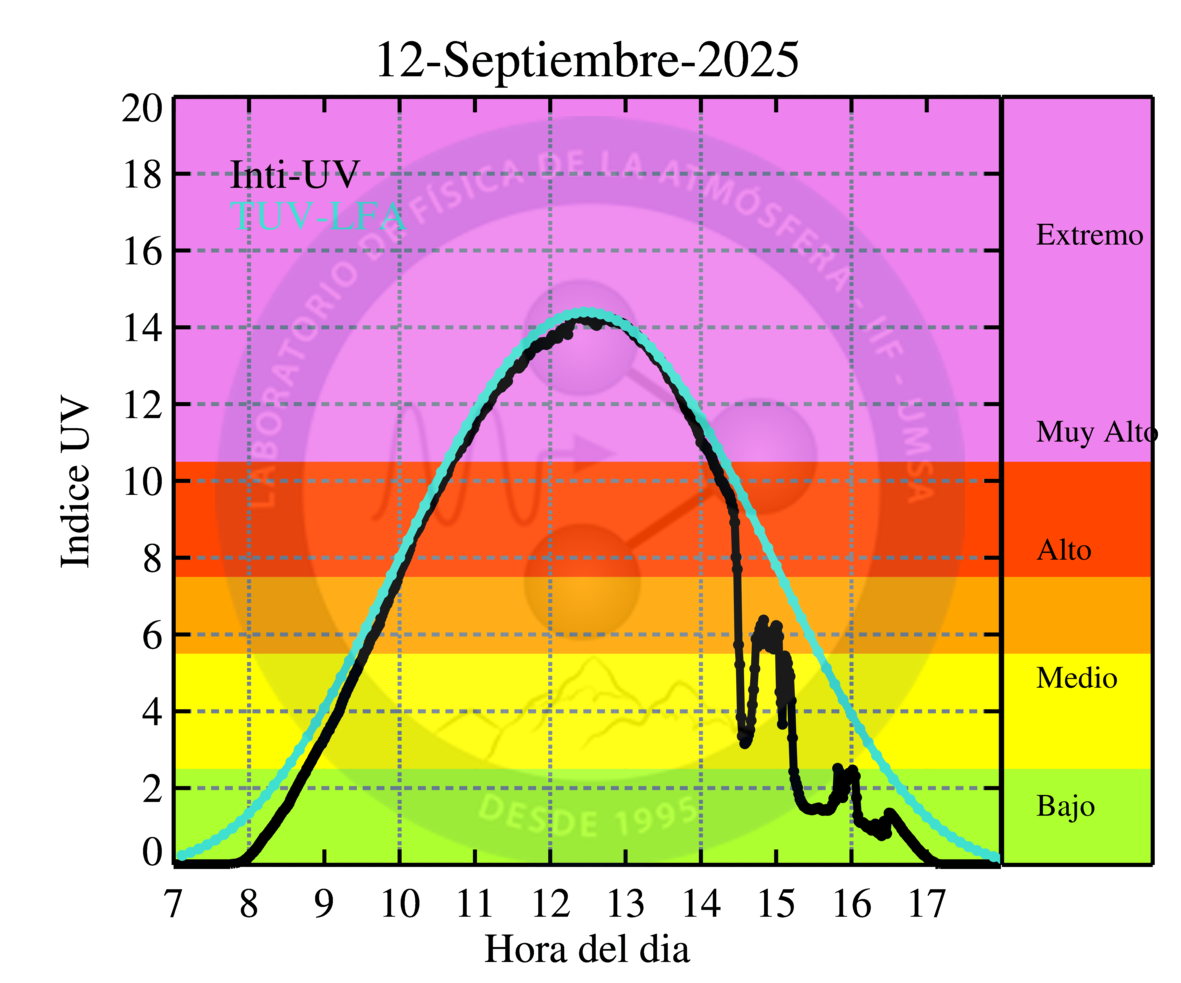 12-Septiembre-2025
20
18
16
14
12
10
8
6
4
2
0
Indice UV
Inti-UV
TUV-LFA
LABORATORIO DE FÍSICA DE LA ATMÓSFERA - IIF - UMSA
DESDE 1995
Extremo
Muy Alto
Alto
Medio
Bajo
7 8 9 10 11 12 13 14 15 16 17
Hora del dia